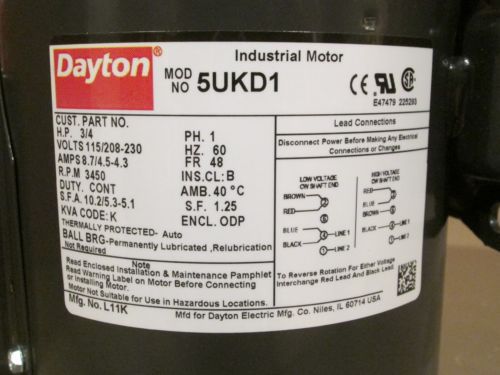 Dayton
Industrial Motor
MOD NO 5UKD1
E47479 225293
CUST. PART NO.
H.P. 3/4
VOLTS 115/208-230
AMPS 8.7/4.5-4.3
R.P.M 3450
DUTY. CONT
S.F.A. 10.2/5.3-5.1
KVA CODE: K
PH. 1
HZ. 60
FR 48
INS.CL: B
AMB. 40 °C
S.F. 1.25
ENCL. ODP
THERMALLY PROTECTED- Auto
BALL BRG-Permanently Lubricated ,Relubrication
Not Required
Note
Read Enclosed Installation & Maintenance Pamphlet
Read Warning Label on Motor Before Connecting
or Installing Motor.
Motor Not Suitable for Use in Hazardous Locations.
Mfg. No. L11K
Lead Connections
Disconnect Power Before Making Any Electrical
Connections or Changes
LOW VOLTAGE
CW SHAFT END
BROWN
RED
BLUE
LINE 1
BLACK
LINE 2
HIGH VOLTAGE
CW SHAFT END
RED
BROWN
BLUE
LINE 1
BLACK
LINE 2
To Reverse Rotation For Either Voltage
Interchange Red Lead And Black Lead.
Mfd for Dayton Electric Mfg. Co. Niles, IL 60714 USA